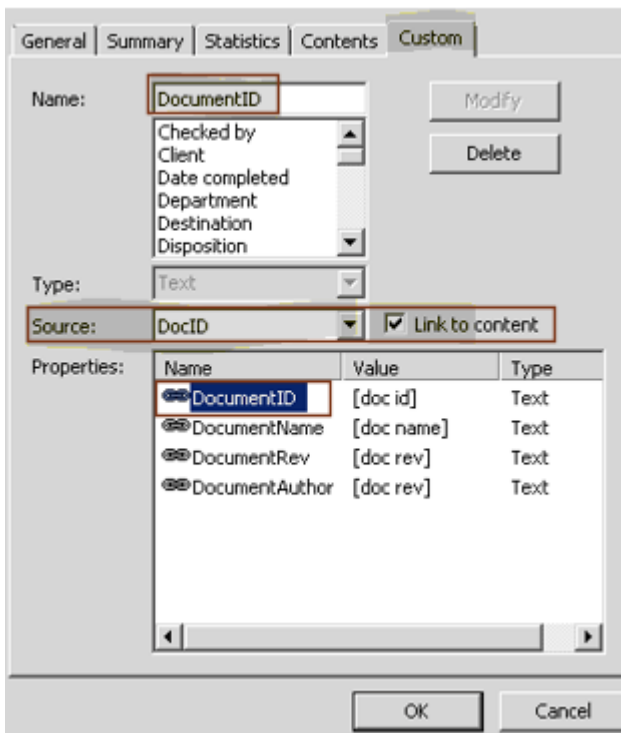 General Summary Statistics Contents Custom
Name: DocumentID Modify
Checked by
Client Delete
Date completed
Department
Destination
Disposition
Type: Text
Source: DocID Link to content
Properties: Name Value Type
DocumentID [doc id] Text
DocumentName [doc name] Text
DocumentRev [doc rev] Text
DocumentAuthor [doc rev] Text
OK Cancel